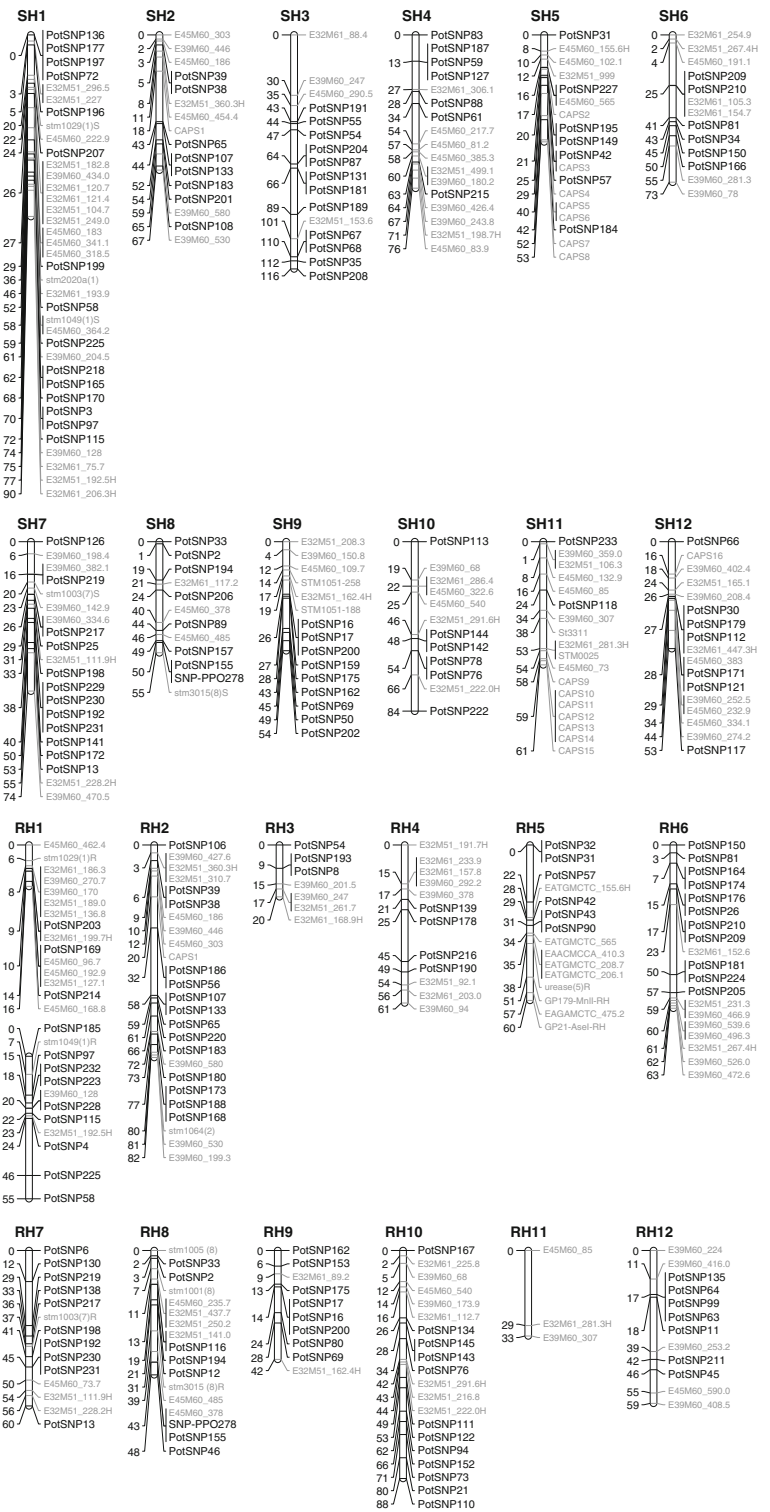 SH1
0 PotSNP136
PotSNP177
PotSNP197
PotSNP72
3 E32M51_296.5
E32M51_227
5 PotSNP196
20 stm1029(1)S
22 E45M60_222.9
24 PotSNP207
26 E32M51_182.8
E39M60_434.0
E32M61_120.7
E32M61_121.4
E32M51_104.7
E32M51_249.0
27 E45M60_183
E45M60_341.1
E45M60_318.5
29 PotSNP199
36 stm2020a(1)
46 E32M61_193.9
52 PotSNP58
58 stm1049(1)S
E45M60_364.2
59 PotSNP225
61 E39M60_204.5
62 PotSNP218
PotSNP165
68 PotSNP170
70 PotSNP3
PotSNP97
72 PotSNP115
74 E39M60_128
75 E32M61_75.7
77 E32M51_192.5H
90 E32M61_206.3H
SH2
0 E45M60_303
2 E39M60_446
3 E45M60_186
5 PotSNP39
PotSNP38
8 E32M51_360.3H
11 E45M60_454.4
18 CAPS1
43 PotSNP65
44 PotSNP107
PotSNP133
52 PotSNP183
54 PotSNP201
59 E39M60_580
65 PotSNP108
67 E39M60_530
SH3
0 E32M61_88.4
30 E39M60_247
35 E45M60_290.5
43 PotSNP191
44 PotSNP55
47 PotSNP54
64 PotSNP204
PotSNP87
66 PotSNP131
PotSNP181
89 PotSNP189
101 E32M51_153.6
110 PotSNP67
PotSNP68
112 PotSNP35
116 PotSNP208
SH4
0 PotSNP83
13 PotSNP187
PotSNP59
PotSNP127
27 E32M61_306.1
28 PotSNP88
34 PotSNP61
54 E45M60_217.7
57 E45M60_81.2
58 E45M60_385.3
60 E32M51_499.1
E39M60_180.2
63 PotSNP215
64 E39M60_426.4
67 E39M60_243.8
71 E32M51_198.7H
76 E45M60_83.9
SH5
0 PotSNP31
8 E45M60_155.6H
10 E45M60_102.1
12 E32M51_999
16 PotSNP227
E45M60_565
17 CAPS2
20 PotSNP195
PotSNP149
21 PotSNP42
CAPS3
25 PotSNP57
29 CAPS4
40 CAPS5
CAPS6
42 PotSNP184
52 CAPS7
53 CAPS8
SH6
0 E32M61_254.9
2 E32M51_267.4H
4 E45M60_191.1
25 PotSNP209
PotSNP210
E32M61_105.3
E32M61_154.7
41 PotSNP81
43 PotSNP34
45 PotSNP150
50 PotSNP166
55 E39M60_281.3
73 E39M60_78
SH7
0 PotSNP126
6 E39M60_198.4
16 E39M60_382.1
PotSNP219
20 stm1003(7)S
23 E39M60_142.9
26 E39M60_334.6
PotSNP217
29 PotSNP25
31 E32M51_111.9H
33 PotSNP198
38 PotSNP229
PotSNP230
PotSNP192
PotSNP231
40 PotSNP141
50 PotSNP172
53 PotSNP13
55 E32M51_228.2H
74 E39M60_470.5
SH8
0 PotSNP33
1 PotSNP2
19 PotSNP194
21 E32M61_117.2
24 PotSNP206
40 E45M60_378
44 PotSNP89
46 E45M60_485
49 PotSNP157
50 PotSNP155
SNP-PPO278
55 stm3015(8)S
SH9
0 E32M51_208.3
4 E39M60_150.8
12 E45M60_109.7
14 STM1051-258
17 E32M51_162.4H
19 STM1051-188
26 PotSNP16
PotSNP17
PotSNP200
27 PotSNP159
28 PotSNP175
43 PotSNP162
45 PotSNP69
49 PotSNP50
54 PotSNP202
SH10
0 PotSNP113
19 E39M60_68
22 E32M61_286.4
E45M60_322.6
25 E45M60_540
46 E32M51_291.6H
48 PotSNP144
PotSNP142
54 PotSNP78
PotSNP76
66 E32M51_222.0H
84 PotSNP222
SH11
0 PotSNP233
1 E39M60_359.0
E32M51_106.3
8 E45M60_132.9
16 E45M60_85
24 PotSNP118
34 E39M60_307
38 St3311
53 E32M61_281.3H
STM0025
54 E45M60_73
58 CAPS9
59 CAPS10
CAPS11
CAPS12
CAPS13
CAPS14
61 CAPS15
SH12
0 PotSNP66
16 CAPS16
18 E39M60_402.4
24 E32M51_165.1
26 E39M60_208.4
27 PotSNP30
PotSNP179
PotSNP112
E32M61_447.3H
28 E45M60_383
PotSNP171
PotSNP121
29 E39M60_252.5
E45M60_232.9
34 E45M60_334.1
44 E39M60_274.2
53 PotSNP117
RH1
0 E45M60_462.4
6 stm1029(1)R
8 E32M61_186.3
E39M60_270.7
E39M60_170
E32M51_189.0
E32M51_136.8
9 PotSNP203
E32M61_199.7H
10 PotSNP169
E45M60_96.7
E45M60_192.9
E32M51_127.1
14 PotSNP214
16 E45M60_168.8
0 PotSNP185
7 stm1049(1)R
15 PotSNP97
18 PotSNP232
PotSNP223
20 E39M60_128
PotSNP228
22 PotSNP115
23 E32M51_192.5H
24 PotSNP4
46 PotSNP225
55 PotSNP58
RH2
0 PotSNP106
3 E39M60_427.6
E32M51_360.3H
E32M51_310.7
6 PotSNP39
PotSNP38
9 E45M60_186
10 E39M60_446
12 E45M60_303
20 CAPS1
32 PotSNP186
PotSNP56
58 PotSNP107
PotSNP133
59 PotSNP65
61 PotSNP220
66 PotSNP183
72 E39M60_580
73 PotSNP180
77 PotSNP173
PotSNP188
PotSNP168
80 stm1064(2)
81 E39M60_530
82 E39M60_199.3
RH3
0 PotSNP54
9 PotSNP193
PotSNP8
15 E39M60_201.5
17 E39M60_247
E32M51_261.7
20 E32M61_168.9H
RH4
0 E32M51_191.7H
15 E32M61_233.9
E32M61_157.8
E39M60_292.2
17 E39M60_378
21 PotSNP139
25 PotSNP178
45 PotSNP216
49 PotSNP190
54 E32M51_92.1
56 E32M61_203.0
61 E39M60_94
RH5
0 PotSNP32
PotSNP31
22 PotSNP57
28 EATGMCTC_155.6H
29 PotSNP42
31 PotSNP43
PotSNP90
34 EATGMCTC_565
35 EAACMCCA_410.3
EATGMCTC_208.7
EATGMCTC_206.1
38 urease(5)R
51 GP179-MnlI-RH
57 EAGAMCTC_475.2
60 GP21-AseI-RH
RH6
0 PotSNP150
3 PotSNP81
7 PotSNP164
PotSNP174
15 PotSNP176
PotSNP26
17 PotSNP210
PotSNP209
23 E32M61_152.6
50 PotSNP181
PotSNP224
57 PotSNP205
59 E32M51_231.3
E39M60_466.9
60 E39M60_539.6
E39M60_496.3
61 E32M51_267.4H
62 E39M60_526.0
63 E39M60_472.6
RH7
0 PotSNP6
12 PotSNP130
29 PotSNP219
33 PotSNP138
36 PotSNP217
37 stm1003(7)R
41 PotSNP198
45 PotSNP192
PotSNP230
PotSNP231
50 E45M60_73.7
54 E32M51_111.9H
56 E32M51_228.2H
60 PotSNP13
RH8
0 stm1005 (8)
2 PotSNP33
3 PotSNP2
7 stm1001(8)
11 E45M60_235.7
E32M51_437.7
E32M51_250.2
13 E32M51_141.0
PotSNP116
19 PotSNP194
21 PotSNP12
31 stm3015 (8)R
39 E45M60_485
43 E45M60_378
SNP-PPO278
PotSNP155
48 PotSNP46
RH9
0 PotSNP162
6 PotSNP153
9 E32M61_89.2
13 PotSNP175
14 PotSNP17
PotSNP16
PotSNP200
24 PotSNP80
28 PotSNP69
42 E32M51_162.4H
RH10
0 PotSNP167
2 E32M61_225.8
5 E39M60_68
12 E45M60_540
14 E39M60_173.9
16 E32M61_112.7
26 PotSNP134
28 PotSNP145
PotSNP143
34 PotSNP76
42 E32M51_291.6H
43 E32M51_216.8
44 E32M51_222.0H
49 PotSNP111
53 PotSNP122
62 PotSNP94
66 PotSNP152
71 PotSNP73
80 PotSNP21
88 PotSNP110
RH11
0 E45M60_85
29 E32M61_281.3H
33 E39M60_307
RH12
0 E39M60_224
11 E39M60_416.0
17 PotSNP135
PotSNP64
PotSNP99
PotSNP63
18 PotSNP11
39 E39M60_253.2
42 PotSNP211
46 PotSNP45
55 E45M60_590.0
59 E39M60_408.5